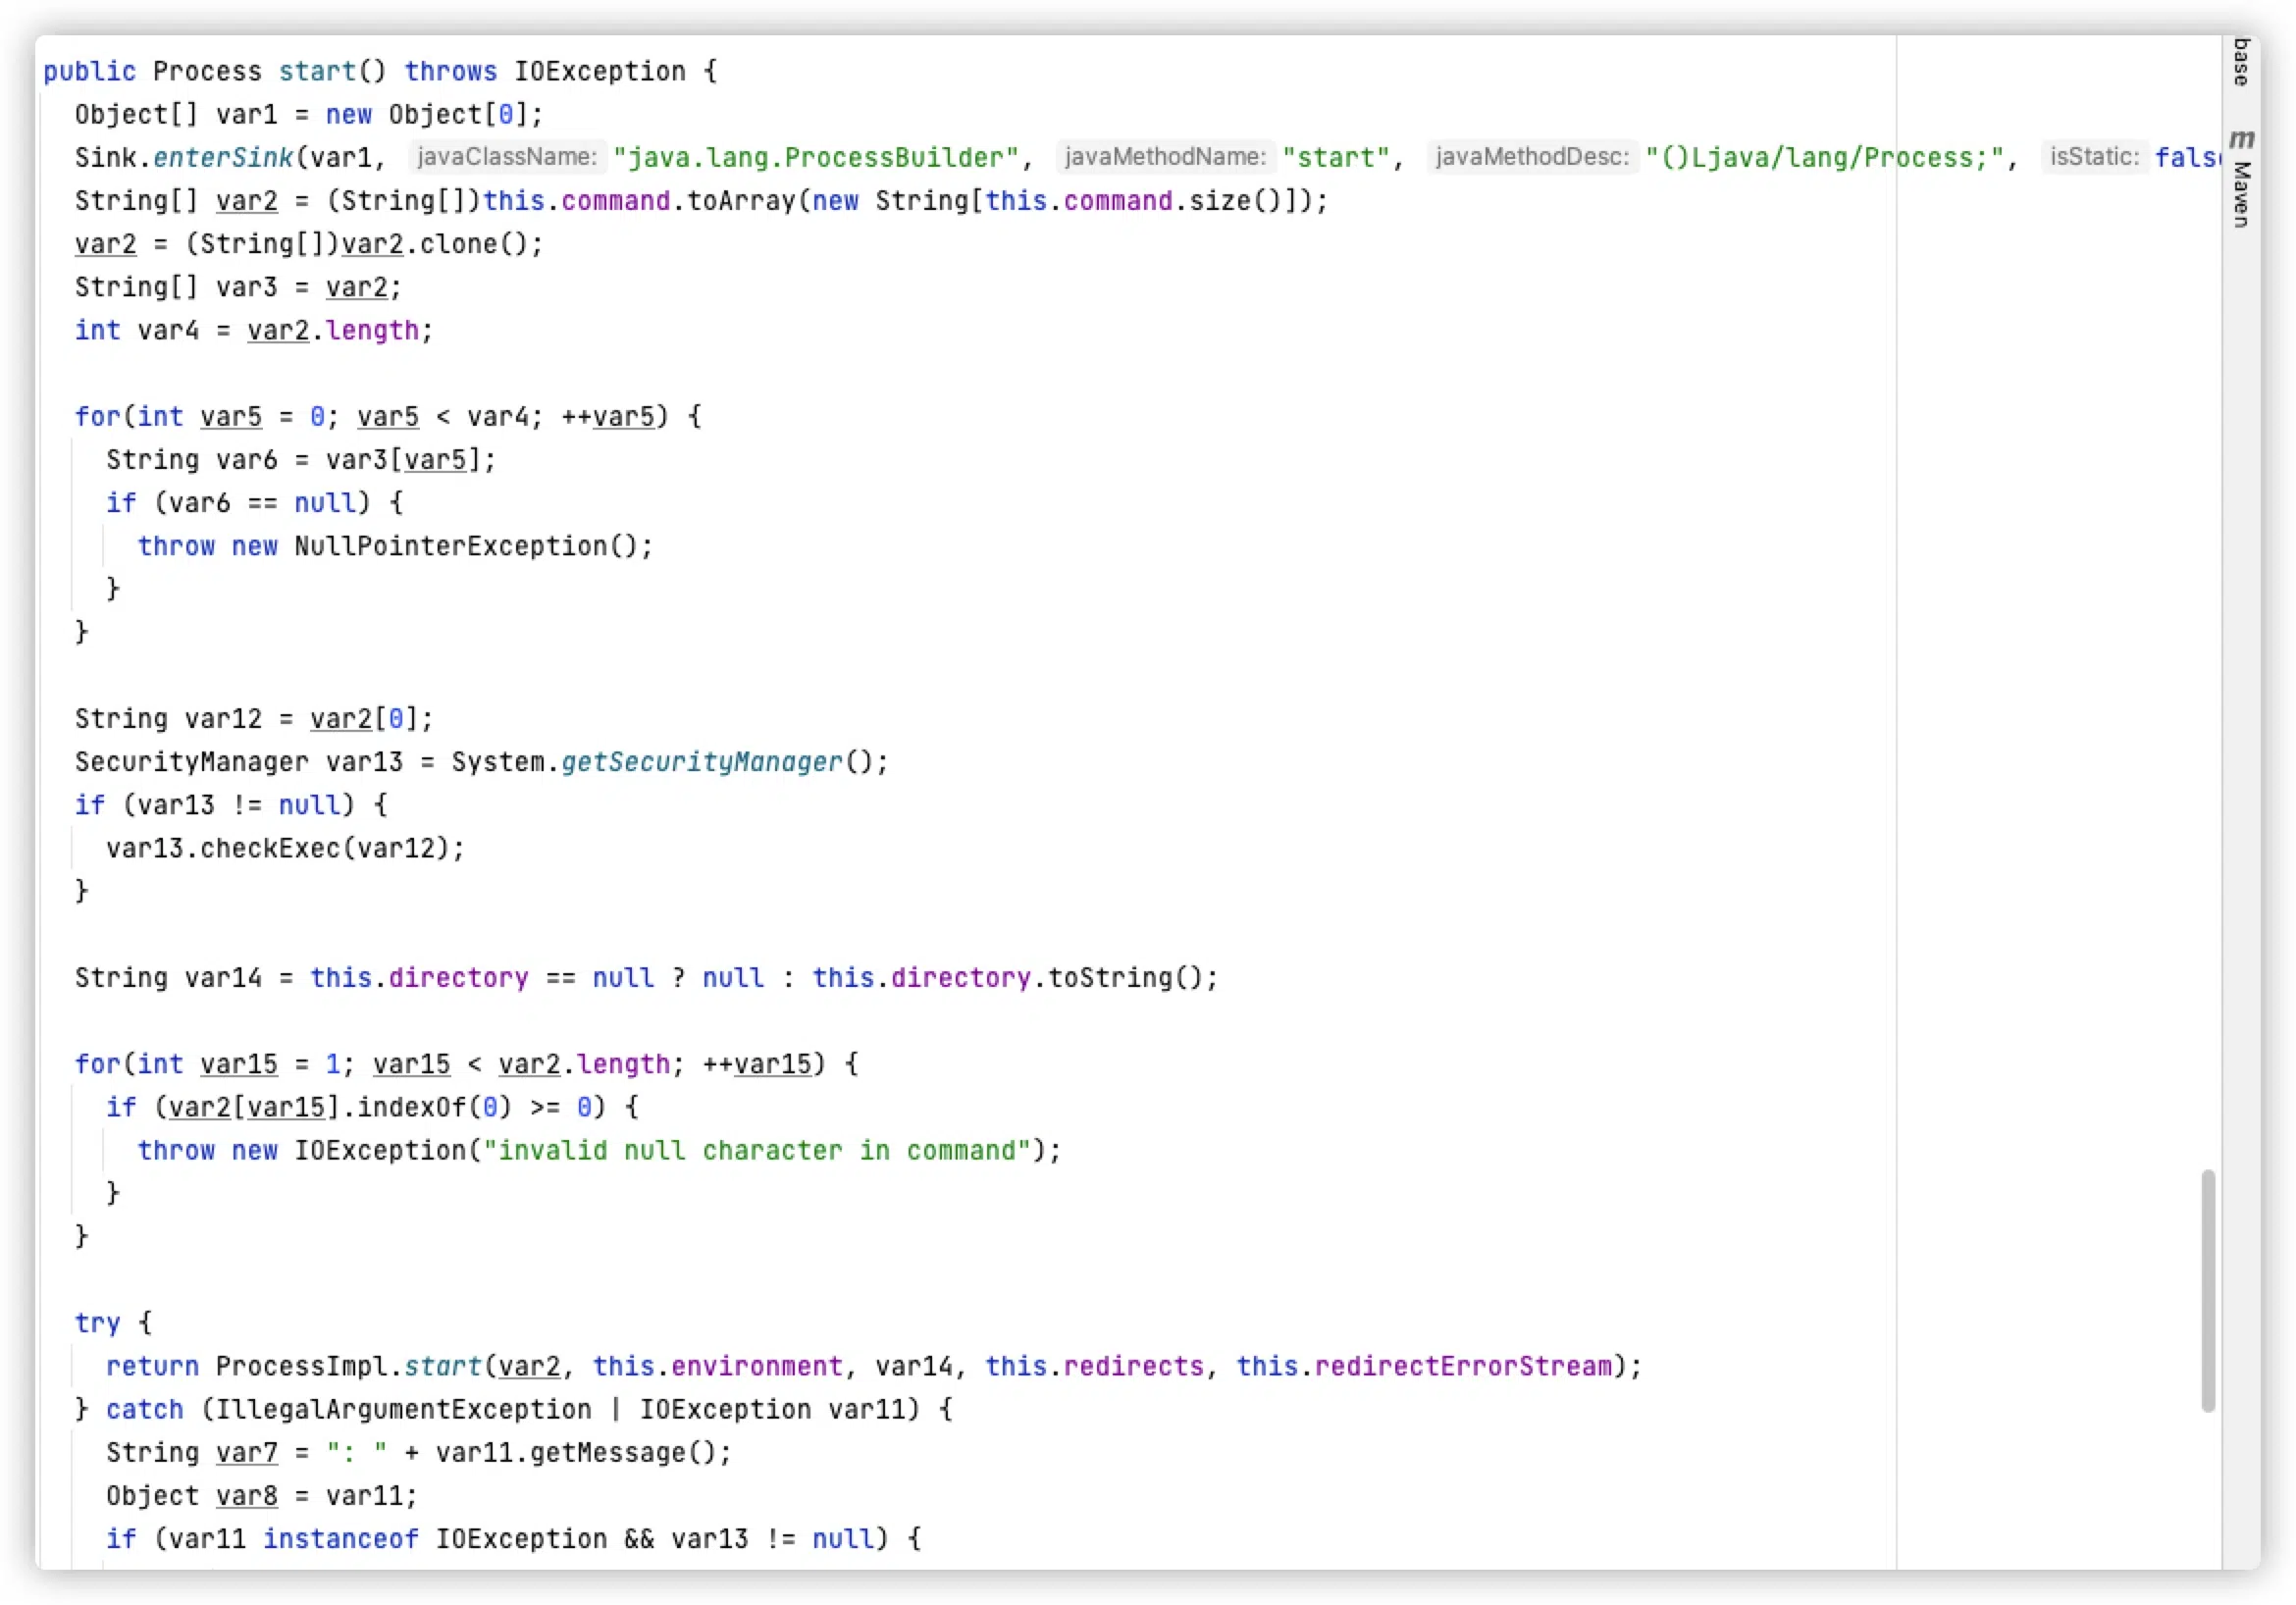 public Process start() throws IOException {
Object[] var1 = new Object[0];
Sink.enterSink(var1, javaClassName: "java.lang.ProcessBuilder", javaMethodName: "start", javaMethodDesc: "()Ljava/lang/Process;", isStatic: fals
String[] var2 = (String[])this.command.toArray(new String[this.command.size()]);
var2 = (String[])var2.clone();
String[] var3 = var2;
int var4 = var2.length;
for(int var5 = 0; var5 < var4; ++var5) {
String var6 = var3[var5];
if (var6 == null) {
throw new NullPointerException();
}
}
String var12 = var2[0];
SecurityManager var13 = System.getSecurityManager();
if (var13 != null) {
var13.checkExec(var12);
}
String var14 = this.directory == null ? null : this.directory.toString();
for(int var15 = 1; var15 < var2.length; ++var15) {
if (var2[var15].indexOf(0) >= 0) {
throw new IOException("invalid null character in command");
}
}
try {
return ProcessImpl.start(var2, this.environment, var14, this.redirects, this.redirectErrorStream);
} catch (IllegalArgumentException | IOException var11) {
String var7 = ": " + var11.getMessage();
Object var8 = var11;
if (var11 instanceof IOException && var13 != null) {
base
m Maven